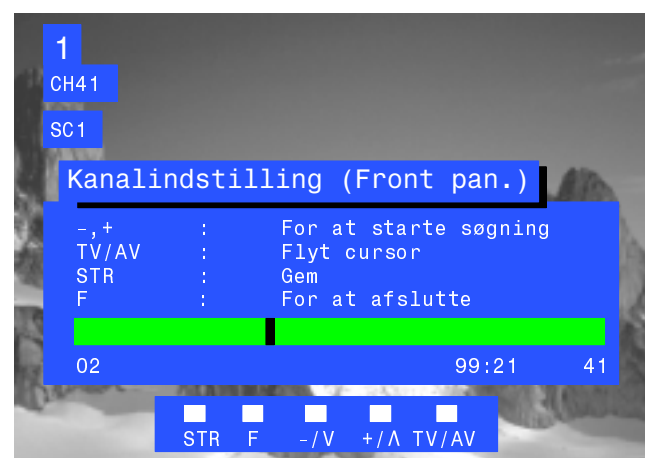 1
CH41
SC1
Kanalindstilling (Front pan.)
-,+ : For at starte søgning
TV/AV : Flyt cursor
STR : Gem
F : For at afslutte
02 99:21 41
STR F -/V +/Λ TV/AV